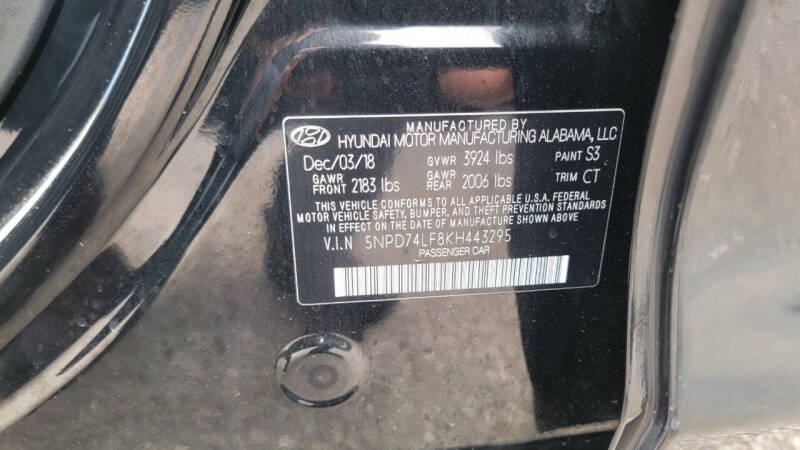 MANUFACTURED BY
HYUNDAI MOTOR MANUFACTURING ALABAMA, LLC
Dec/03/18 GVWR 3924 lbs PAINT S3
GAWR FRONT 2183 lbs GAWR REAR 2006 lbs TRIM CT
THIS VEHICLE CONFORMS TO ALL APPLICABLE U.S.A. FEDERAL
MOTOR VEHICLE SAFETY, BUMPER, AND THEFT PREVENTION STANDARDS
IN EFFECT ON THE DATE OF MANUFACTURE SHOWN ABOVE
V.I.N 5NPD74LF8KH443295
PASSENGER CAR